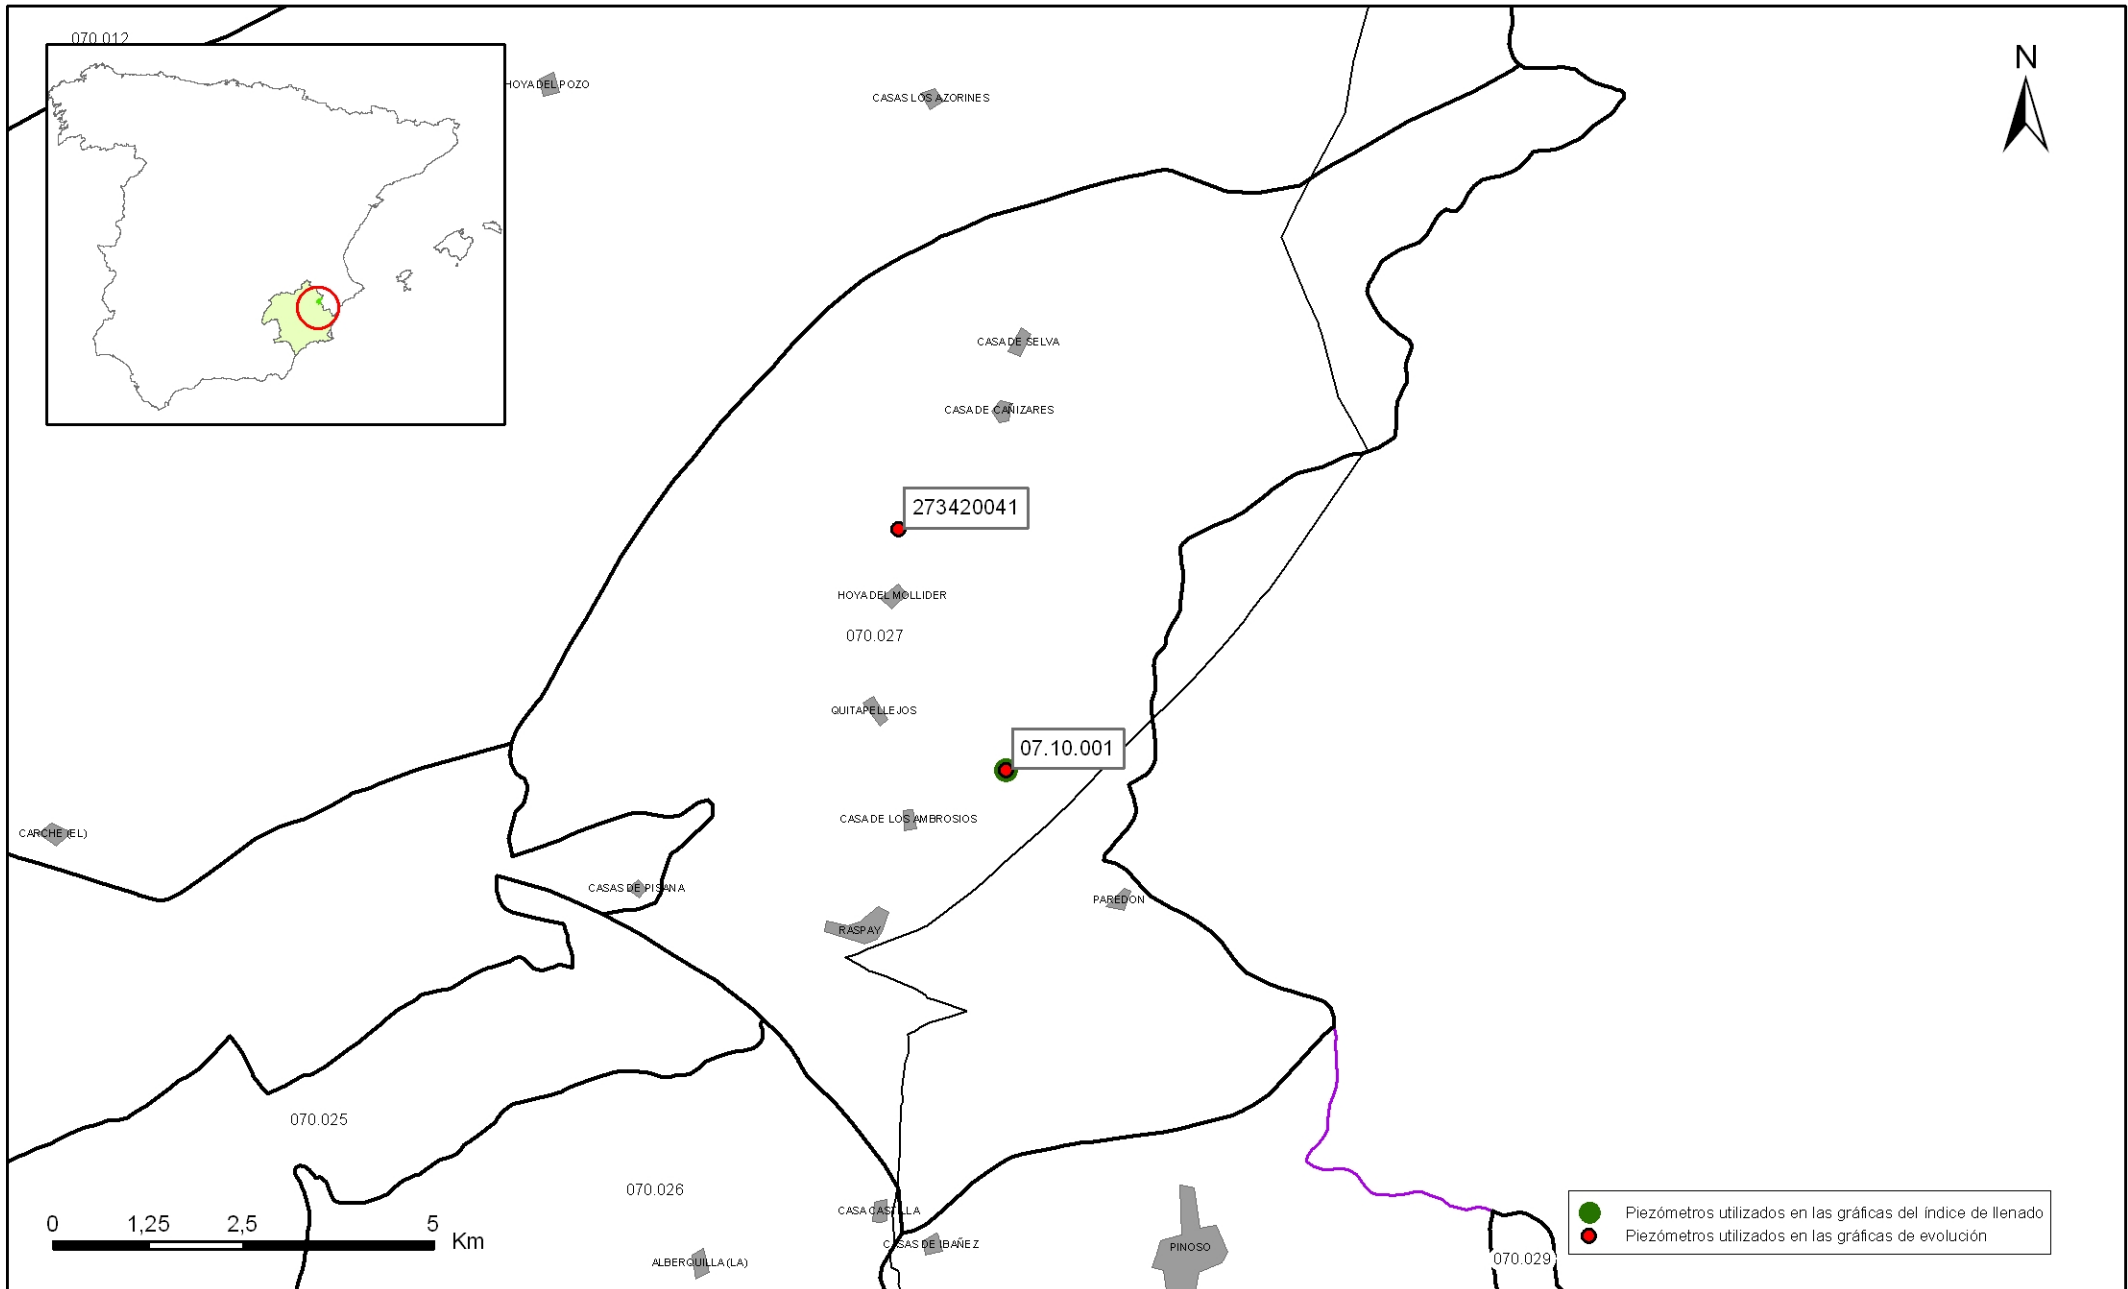 070.012
N
HOYA DEL POZO
CASAS LOS AZORINES
CASA DE SELVA
CASA DE CAÑIZARES
273420041
HOYA DEL MOLLIDER
070.027
QUITAPELLEJOS
07.10.001
CASA DE LOS AMBROSIOS
CARCHE (EL)
CASAS DE PISANA
PAREDON
RASPAY
070.025
070.026
CASA CASTILLA
CASAS DE IBAÑEZ
PINOSO
ALBERQUILLA (LA)
070.029
0 1,25 2,5 5
Km
Piezómetros utilizados en las gráficas del índice de llenado
Piezómetros utilizados en las gráficas de evolución